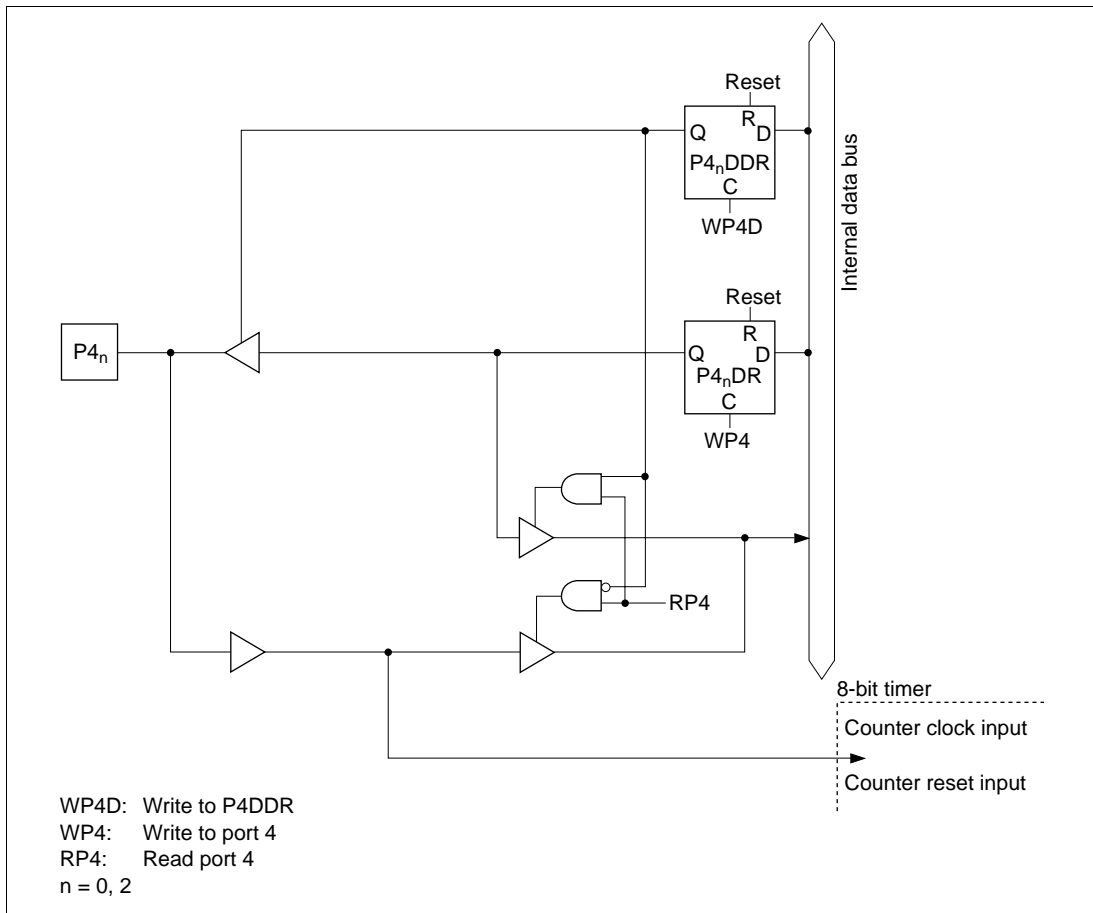 Reset
R
Q D
P4nDDR
C
WP4D
Internal data bus
Reset
R
P4n
Q D
P4nDR
C
WP4
RP4
8-bit timer
Counter clock input
Counter reset input
WP4D: Write to P4DDR
WP4: Write to port 4
RP4: Read port 4
n = 0, 2